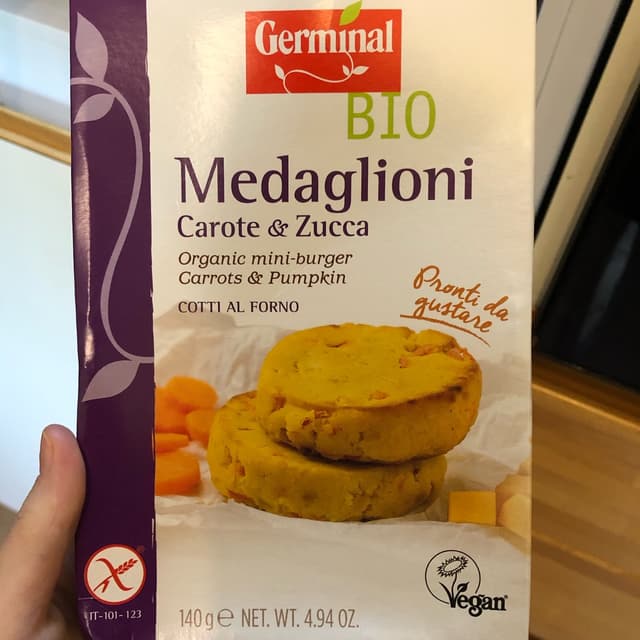 Germinal
BIO
Medaglioni
Carote & Zucca
Organic mini-burger
Carrots & Pumpkin
COTTI AL FORNO
Pronti da
gustare
Vegan
IT-101-123
140 g e NET. WT. 4.94 OZ.